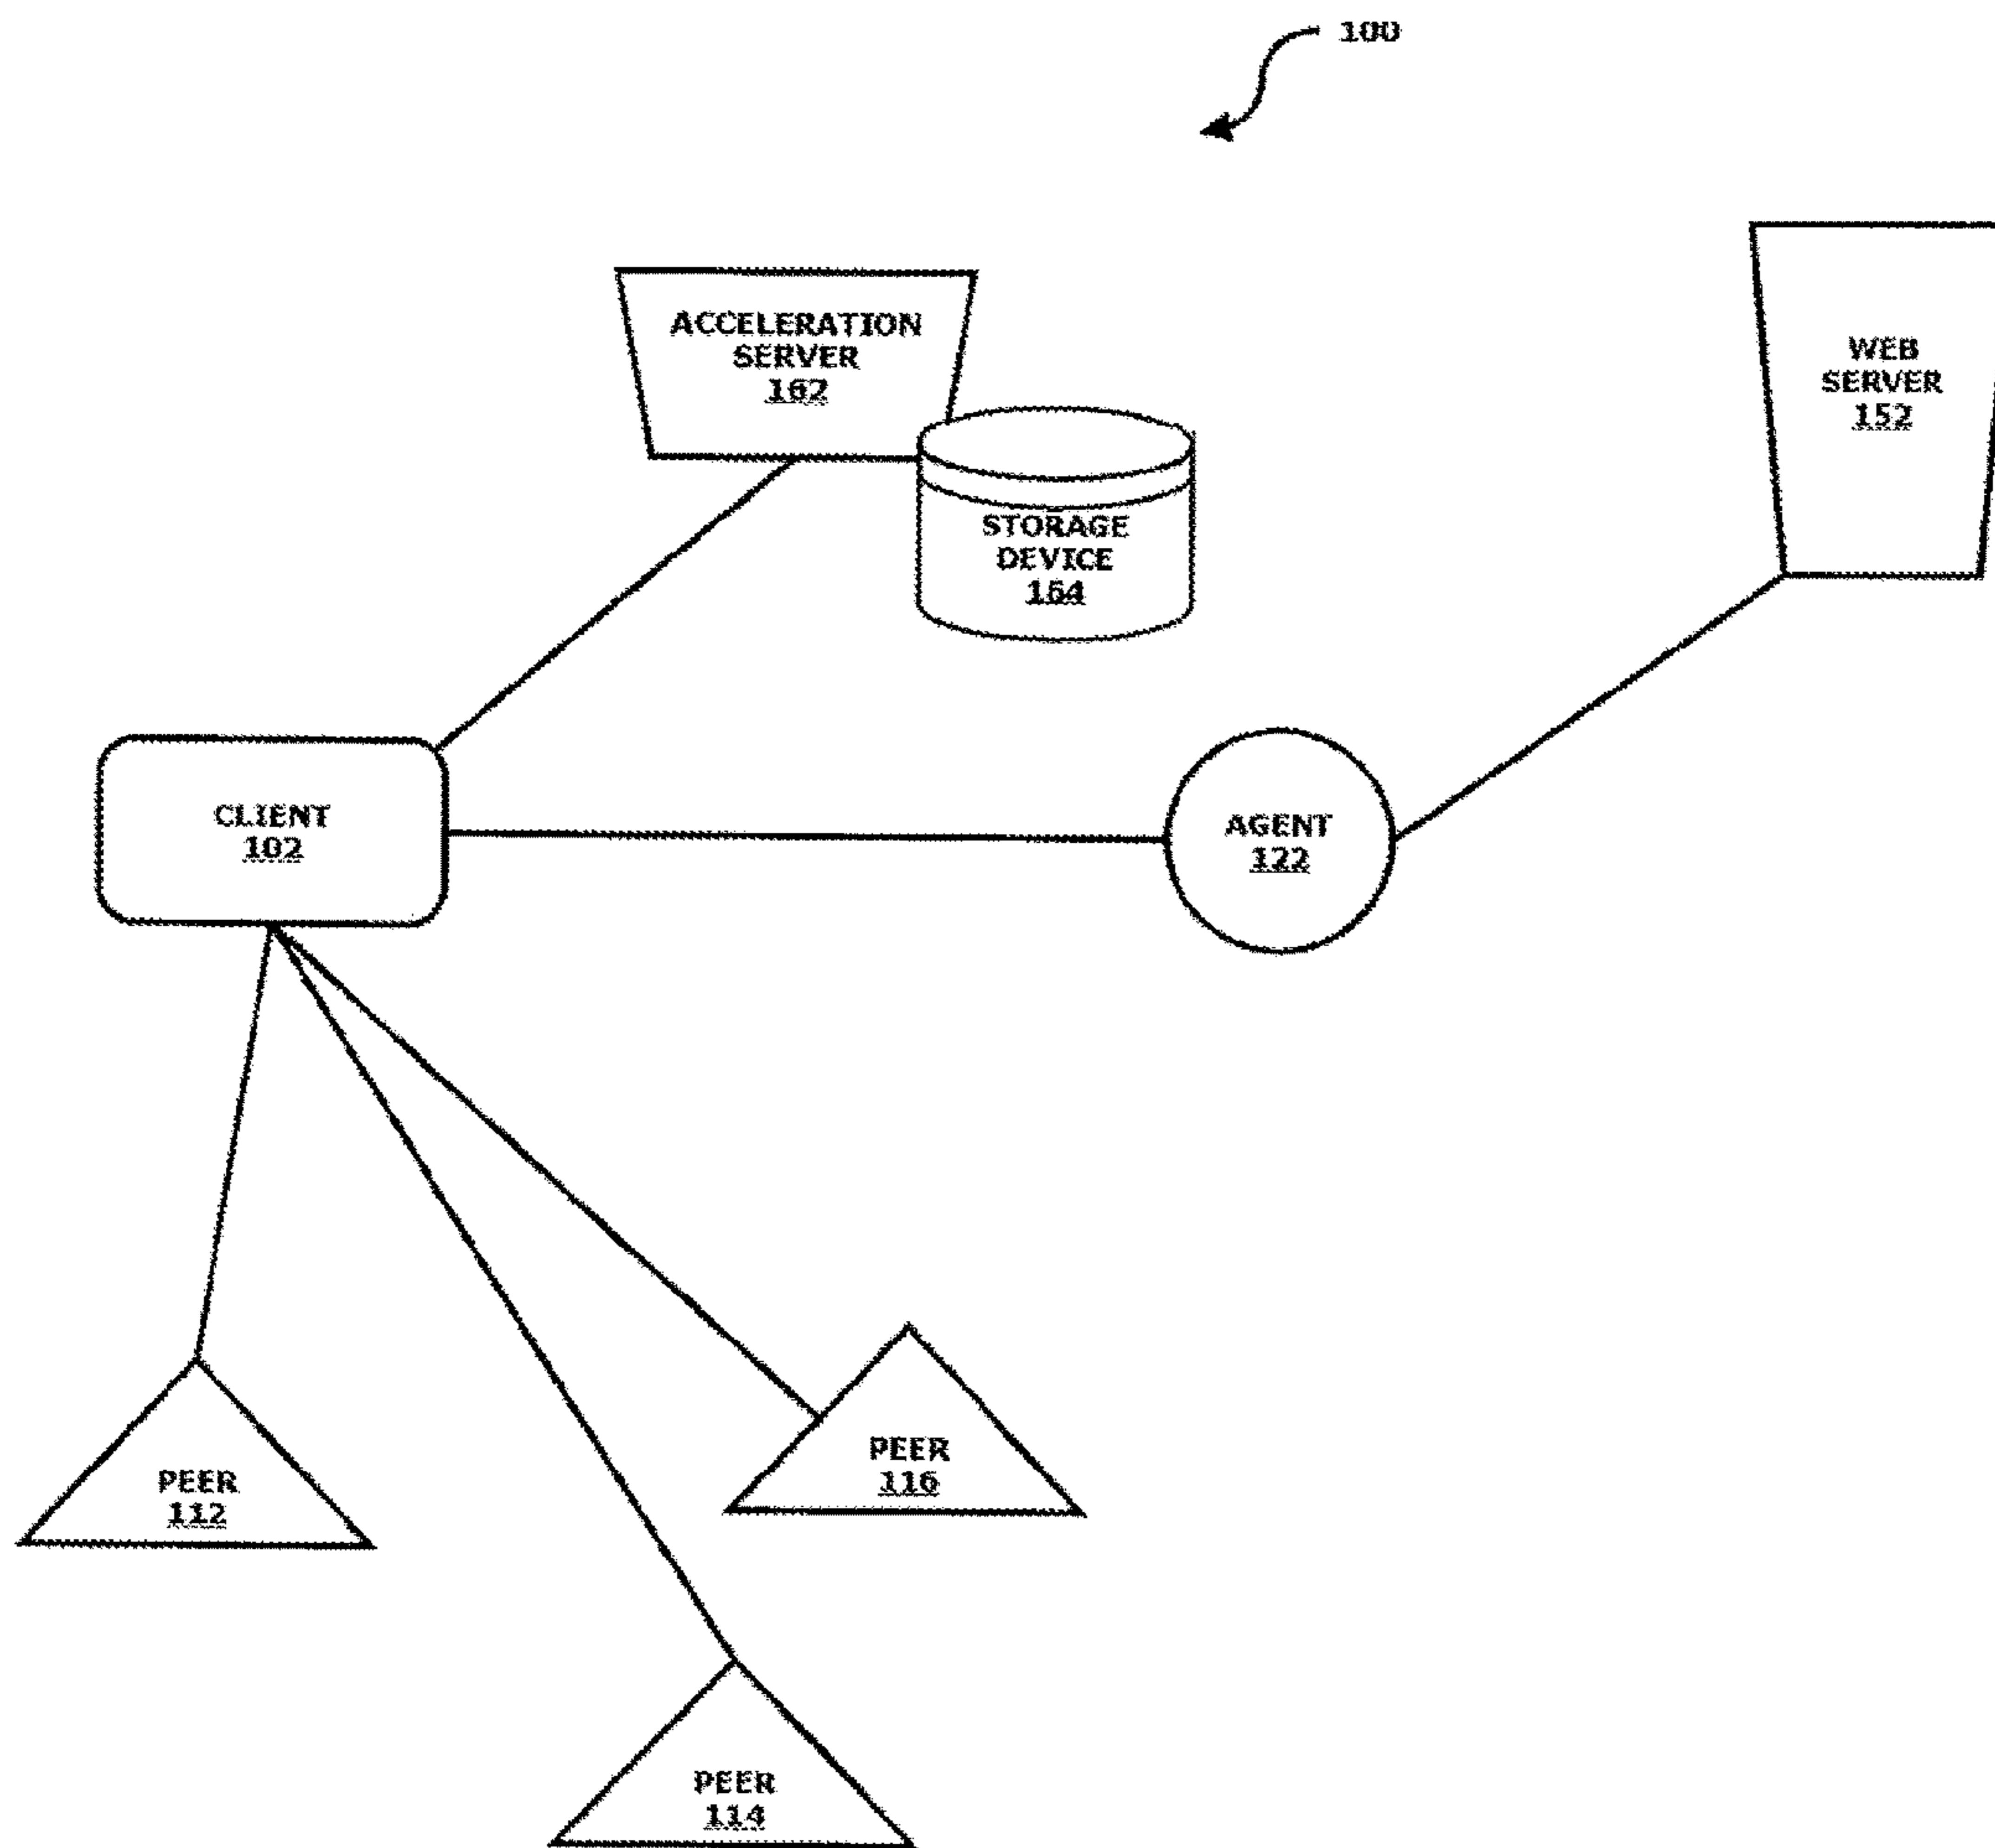 100
ACCELERATION
SERVER
162
WEB
SERVER
152
STORAGE
DEVICE
164
CLIENT
102
AGENT
122
PEER
116
PEER
112
PEER
114